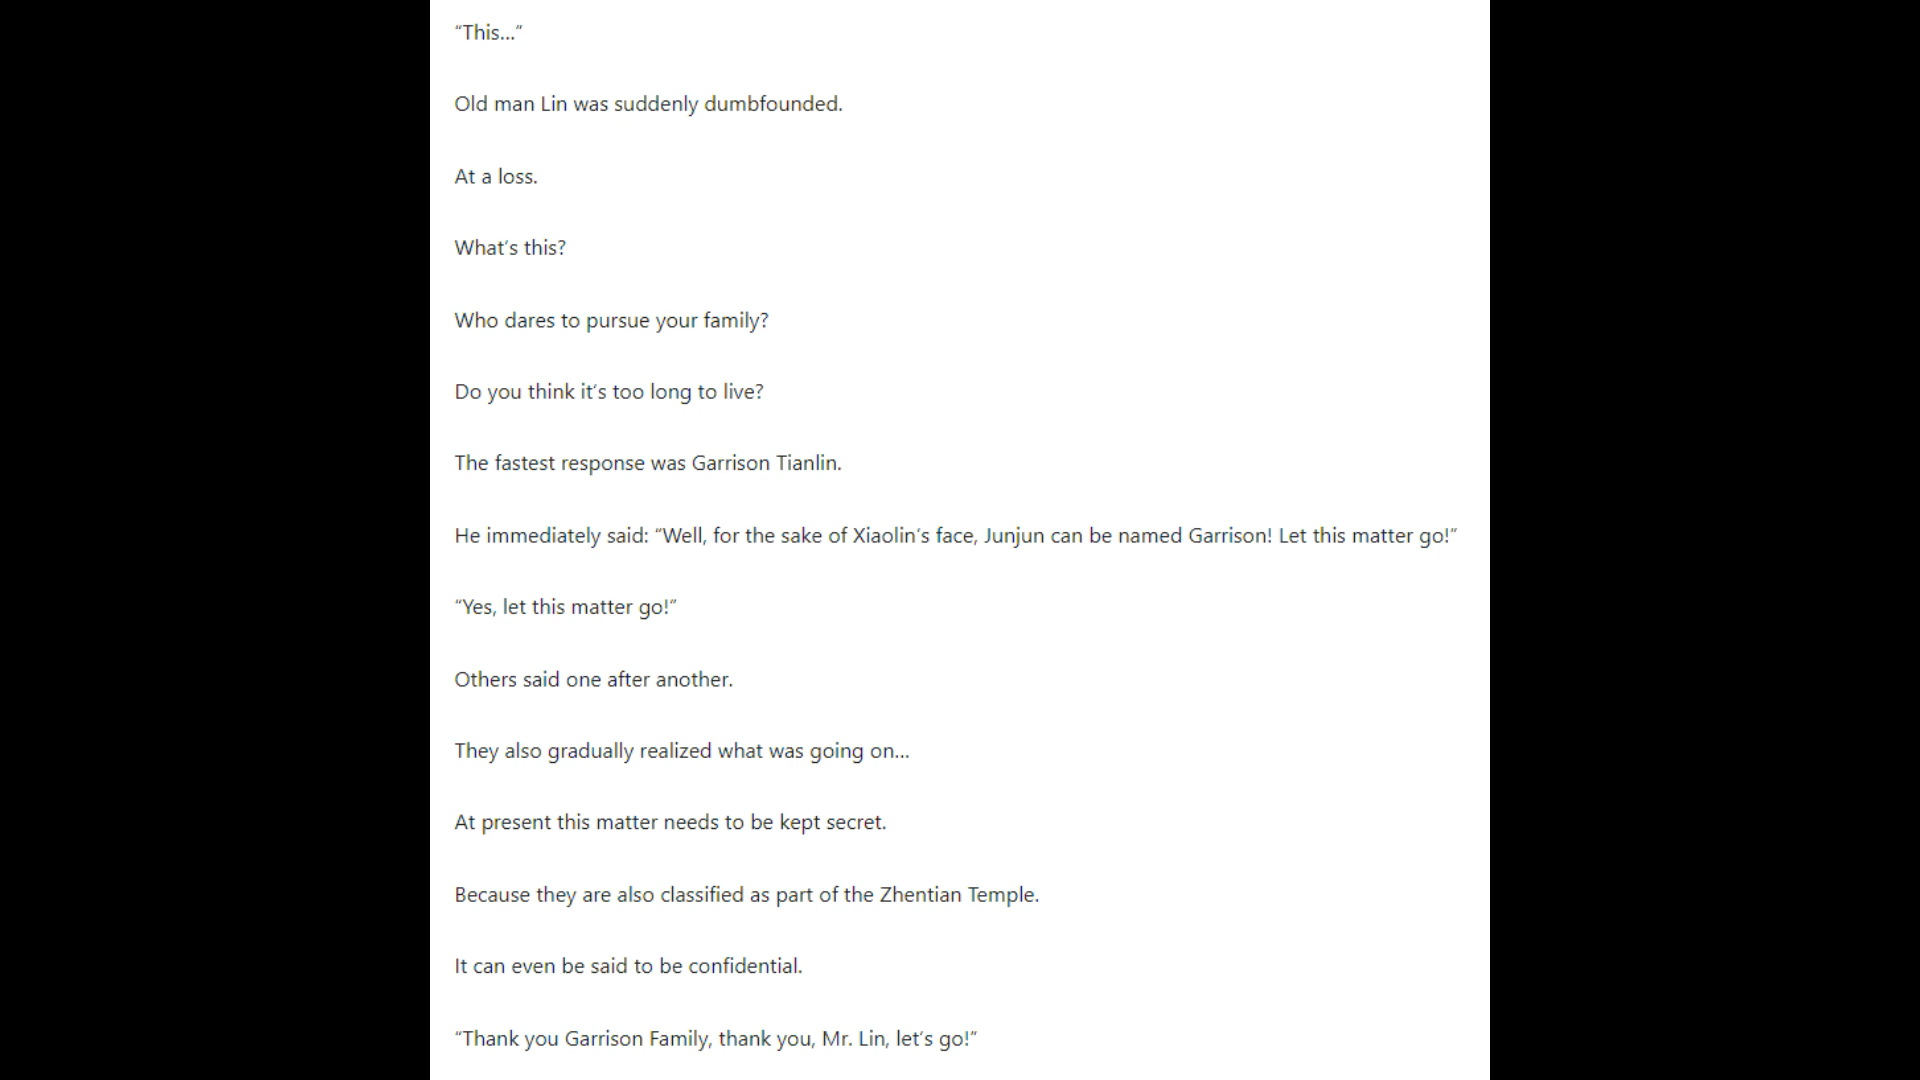 “This…”
Old man Lin was suddenly dumbfounded.
At a loss.
What’s this?
Who dares to pursue your family?
Do you think it’s too long to live?
The fastest response was Garrison Tianlin.
He immediately said: “Well, for the sake of Xiaolin’s face, Junjun can be named Garrison! Let this matter go!”
“Yes, let this matter go!”
Others said one after another.
They also gradually realized what was going on…
At present this matter needs to be kept secret.
Because they are also classified as part of the Zhentian Temple.
It can even be said to be confidential.
“Thank you Garrison Family, thank you, Mr. Lin, let’s go!”